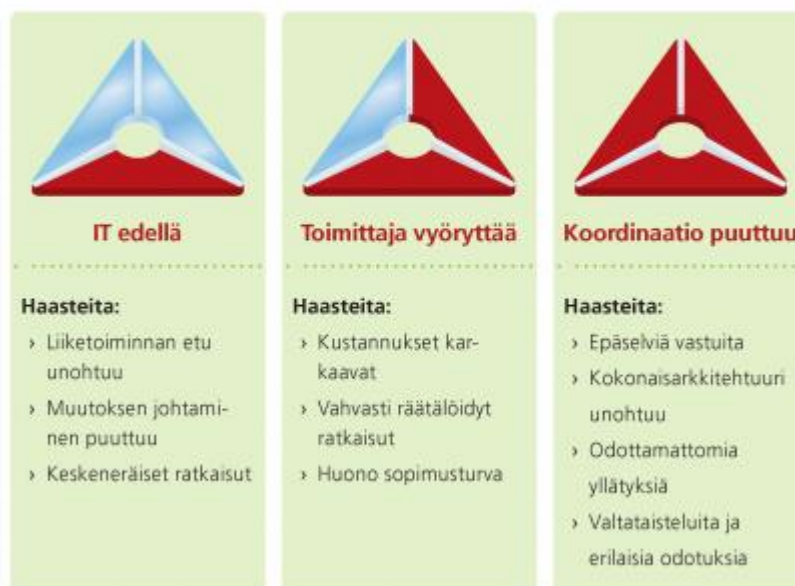 IT edellä
Haasteita:
› Liiketoiminnan etu
unohtuu
› Muutoksen johtami-
nen puuttuu
› Keskeneräiset ratkaisut
Toimittaja vyöryttää
Haasteita:
› Kustannukset kar-
kaavat
› Vahvasti räätälöidyt
ratkaisut
› Huono sopimusturva
Koordinaatio puuttuu
Haasteita:
› Epäselviä vastuita
› Kokonaisarkkitehtuuri
unohtuu
› Odottamattomia
yllätyksiä
› Valtataisteluita ja
erilaisia odotuksia